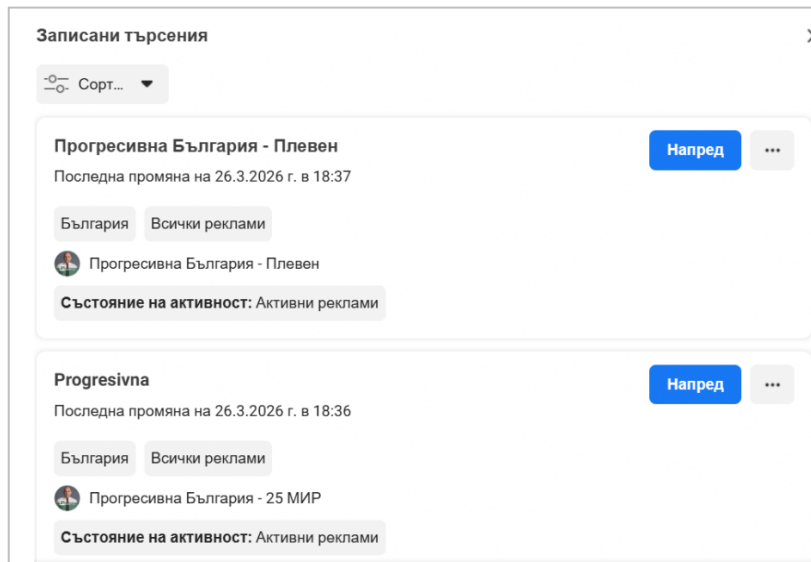 Записани търсения
Сорт...
Прогресивна България - Плевен
Напред
Последна промяна на 26.3.2026 г. в 18:37
България Всички реклами
Прогресивна България - Плевен
Състояние на активност: Активни реклами
Progresivna
Напред
Последна промяна на 26.3.2026 г. в 18:36
България Всички реклами
Прогресивна България - 25 МИР
Състояние на активност: Активни реклами